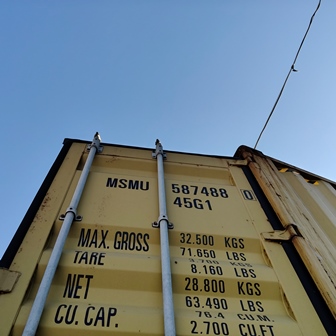 MSMU 587488 0
45G1
MAX. GROSS 32.500 KGS
71.650 LBS
TARE 3.700 KGS
8.160 LBS
NET 28.800 KGS
63.490 LBS
CU. CAP. 76.4 CU.M.
2.700 CU.FT